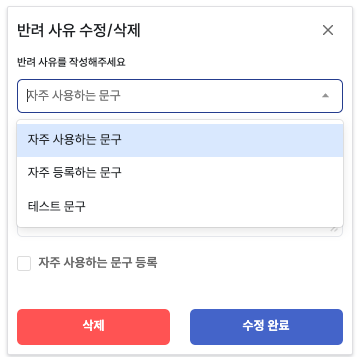 반려 사유 수정/삭제
반려 사유를 작성해주세요
자주 사용하는 문구
자주 사용하는 문구
자주 등록하는 문구
테스트 문구
자주 사용하는 문구 등록
삭제
수정 완료